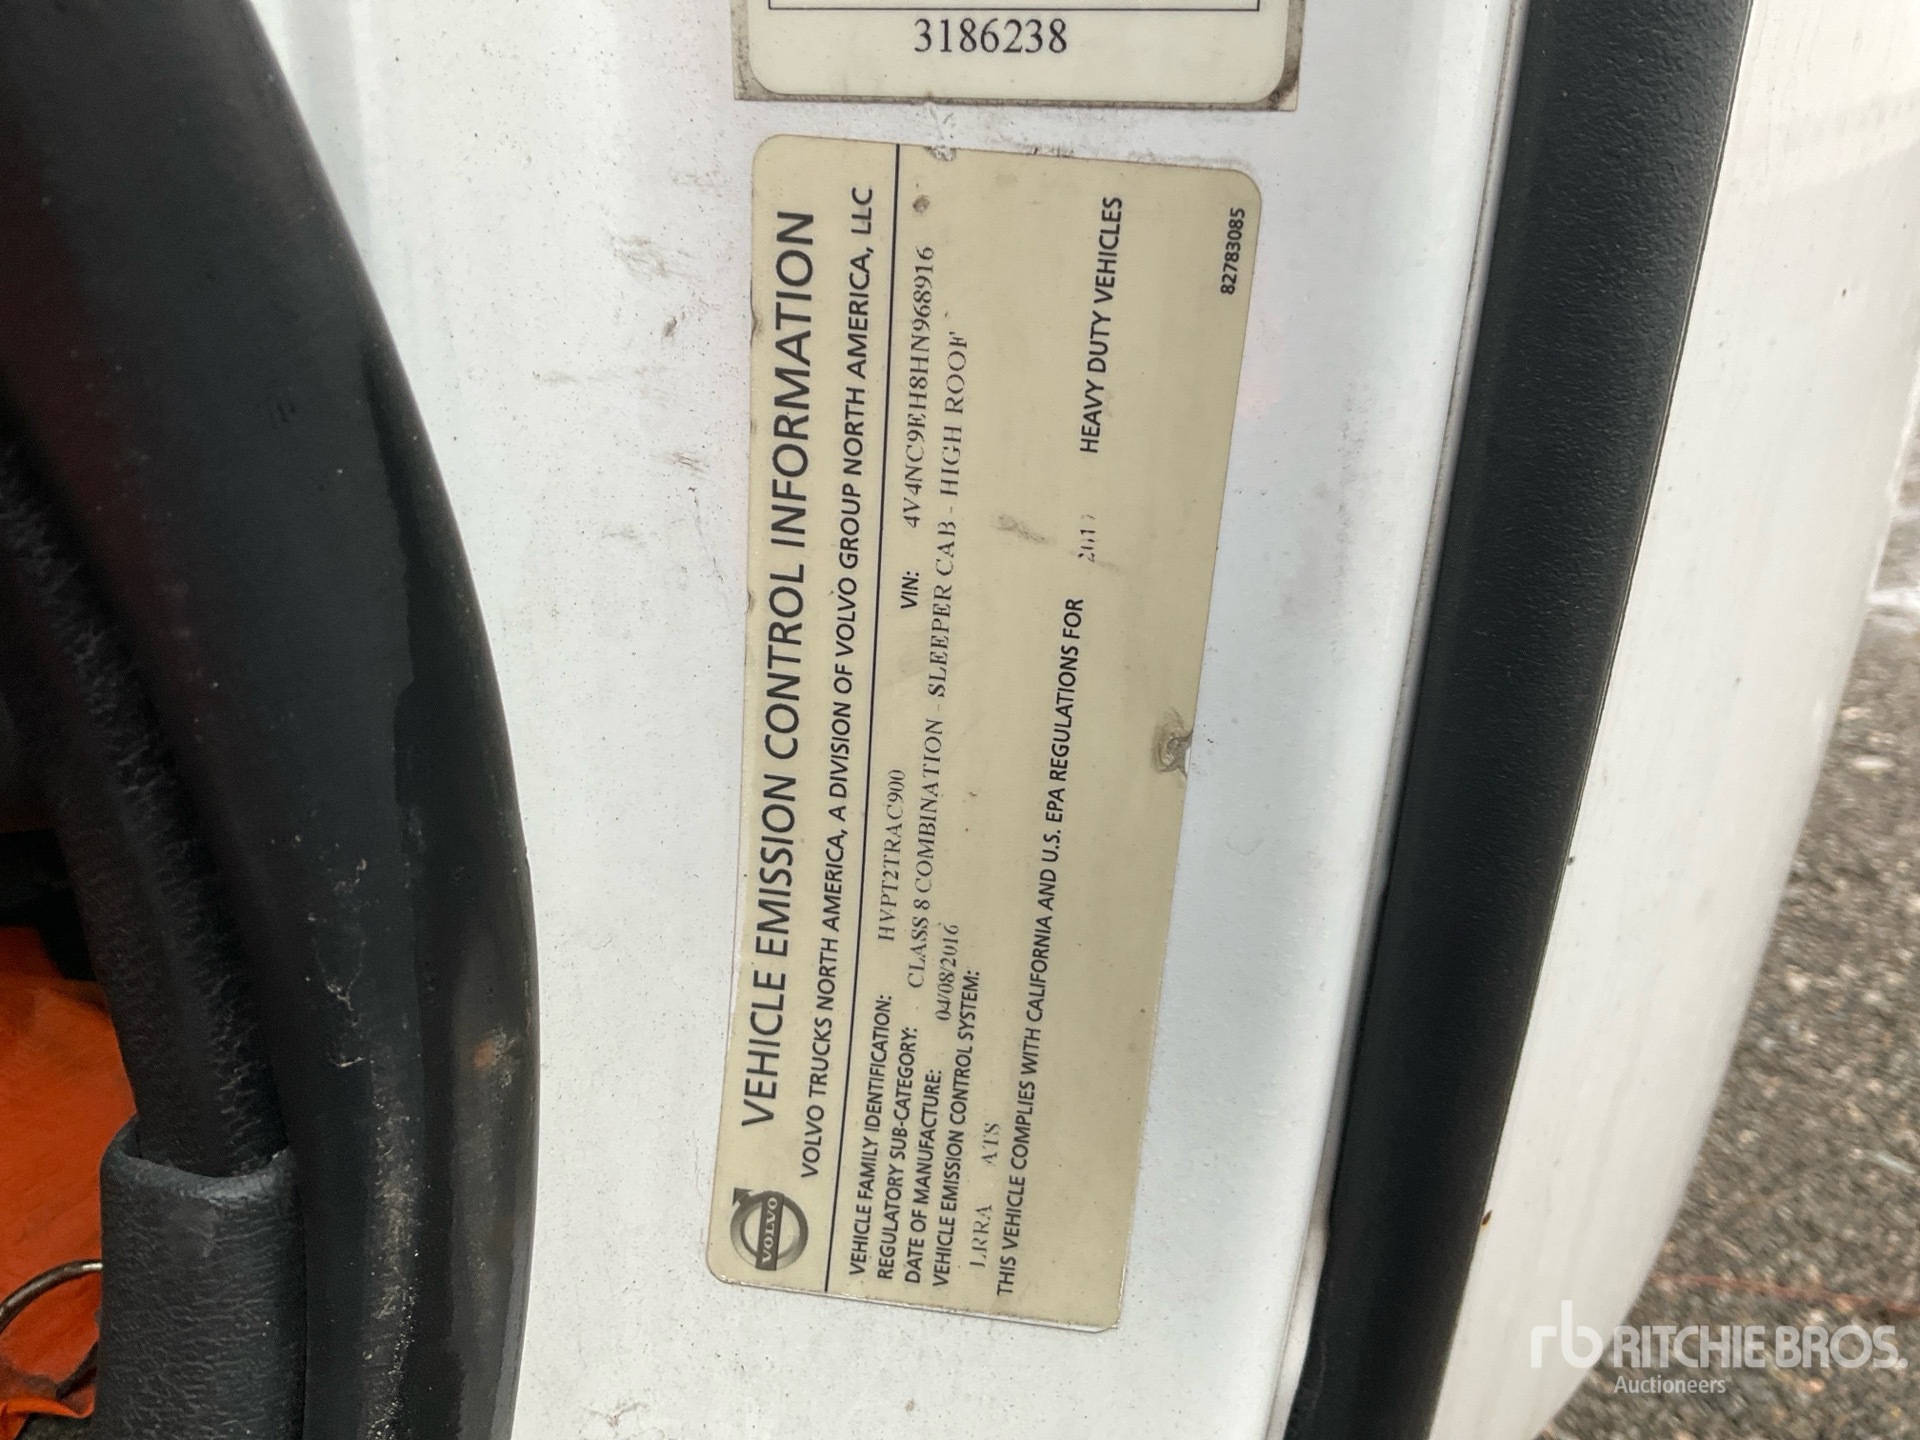 3186238
VOLVO
VEHICLE EMISSION CONTROL INFORMATION
VOLVO TRUCKS NORTH AMERICA, A DIVISION OF VOLVO GROUP NORTH AMERICA, LLC
VEHICLE FAMILY IDENTIFICATION: HVPT2TRAC900 VIN: 4V4NC9EH8HN968916
REGULATORY SUB-CATEGORY: CLASS 8 COMBINATION - SLEEPER CAB - HIGH ROOF
DATE OF MANUFACTURE: 04/08/2016
VEHICLE EMISSION CONTROL SYSTEM:
LRRA ATS
THIS VEHICLE COMPLIES WITH CALIFORNIA AND U.S. EPA REGULATIONS FOR 2017 HEAVY DUTY VEHICLES
82783085
rb RITCHIE BROS.
Auctioneers